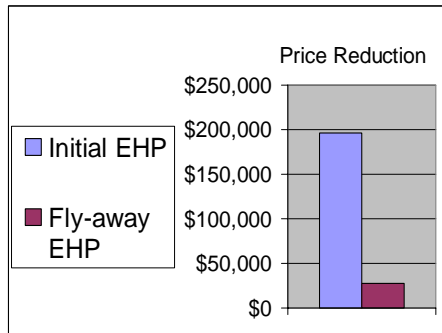 Price Reduction
$250,000
$200,000
$150,000
$100,000
$50,000
$0
Initial EHP
Fly-away
EHP